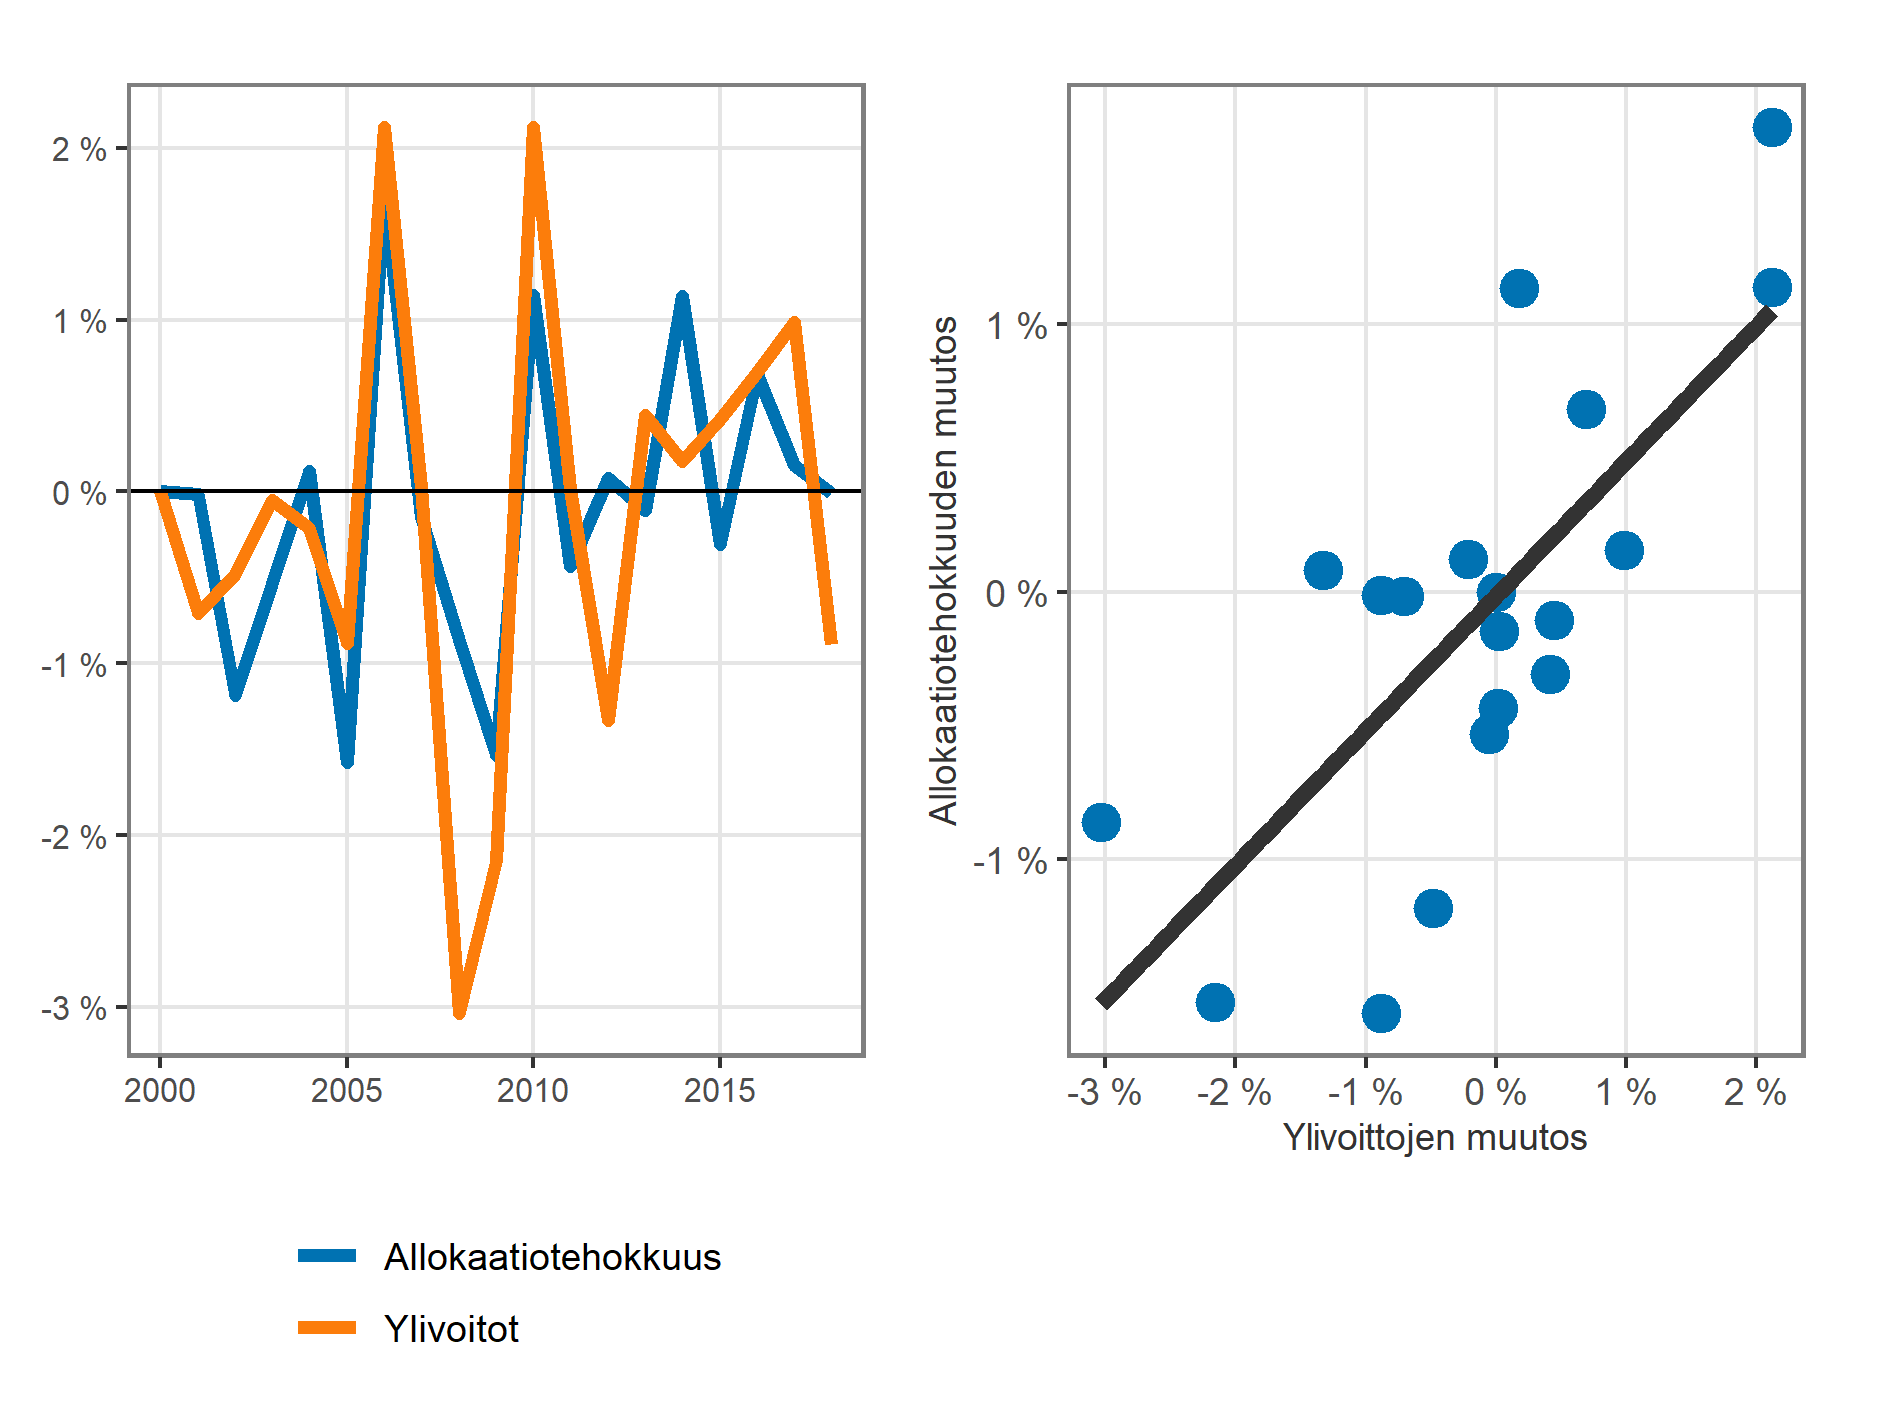 2 %
1 %
0 %
-1 %
-2 %
-3 %
2000 2005 2010 2015
Allokaatiotehokkuus
Ylivoitot
Allokaatiotehokkuuden muutos
1 %
0 %
-1 %
-3 % -2 % -1 % 0 % 1 % 2 %
Ylivoittojen muutos